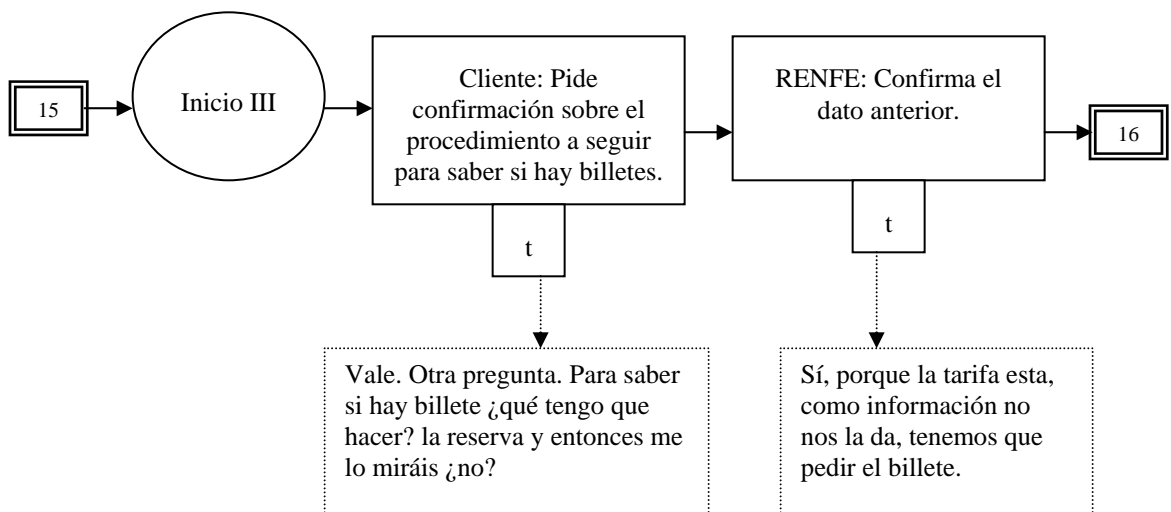 15
Inicio III
Cliente: Pide
confirmación sobre el
procedimiento a seguir
para saber si hay billetes.
RENFE: Confirma el
dato anterior.
16
t
t
Vale. Otra pregunta. Para saber
si hay billete ¿qué tengo que
hacer? la reserva y entonces me
lo miráis ¿no?
Sí, porque la tarifa esta,
como información no
nos la da, tenemos que
pedir el billete.